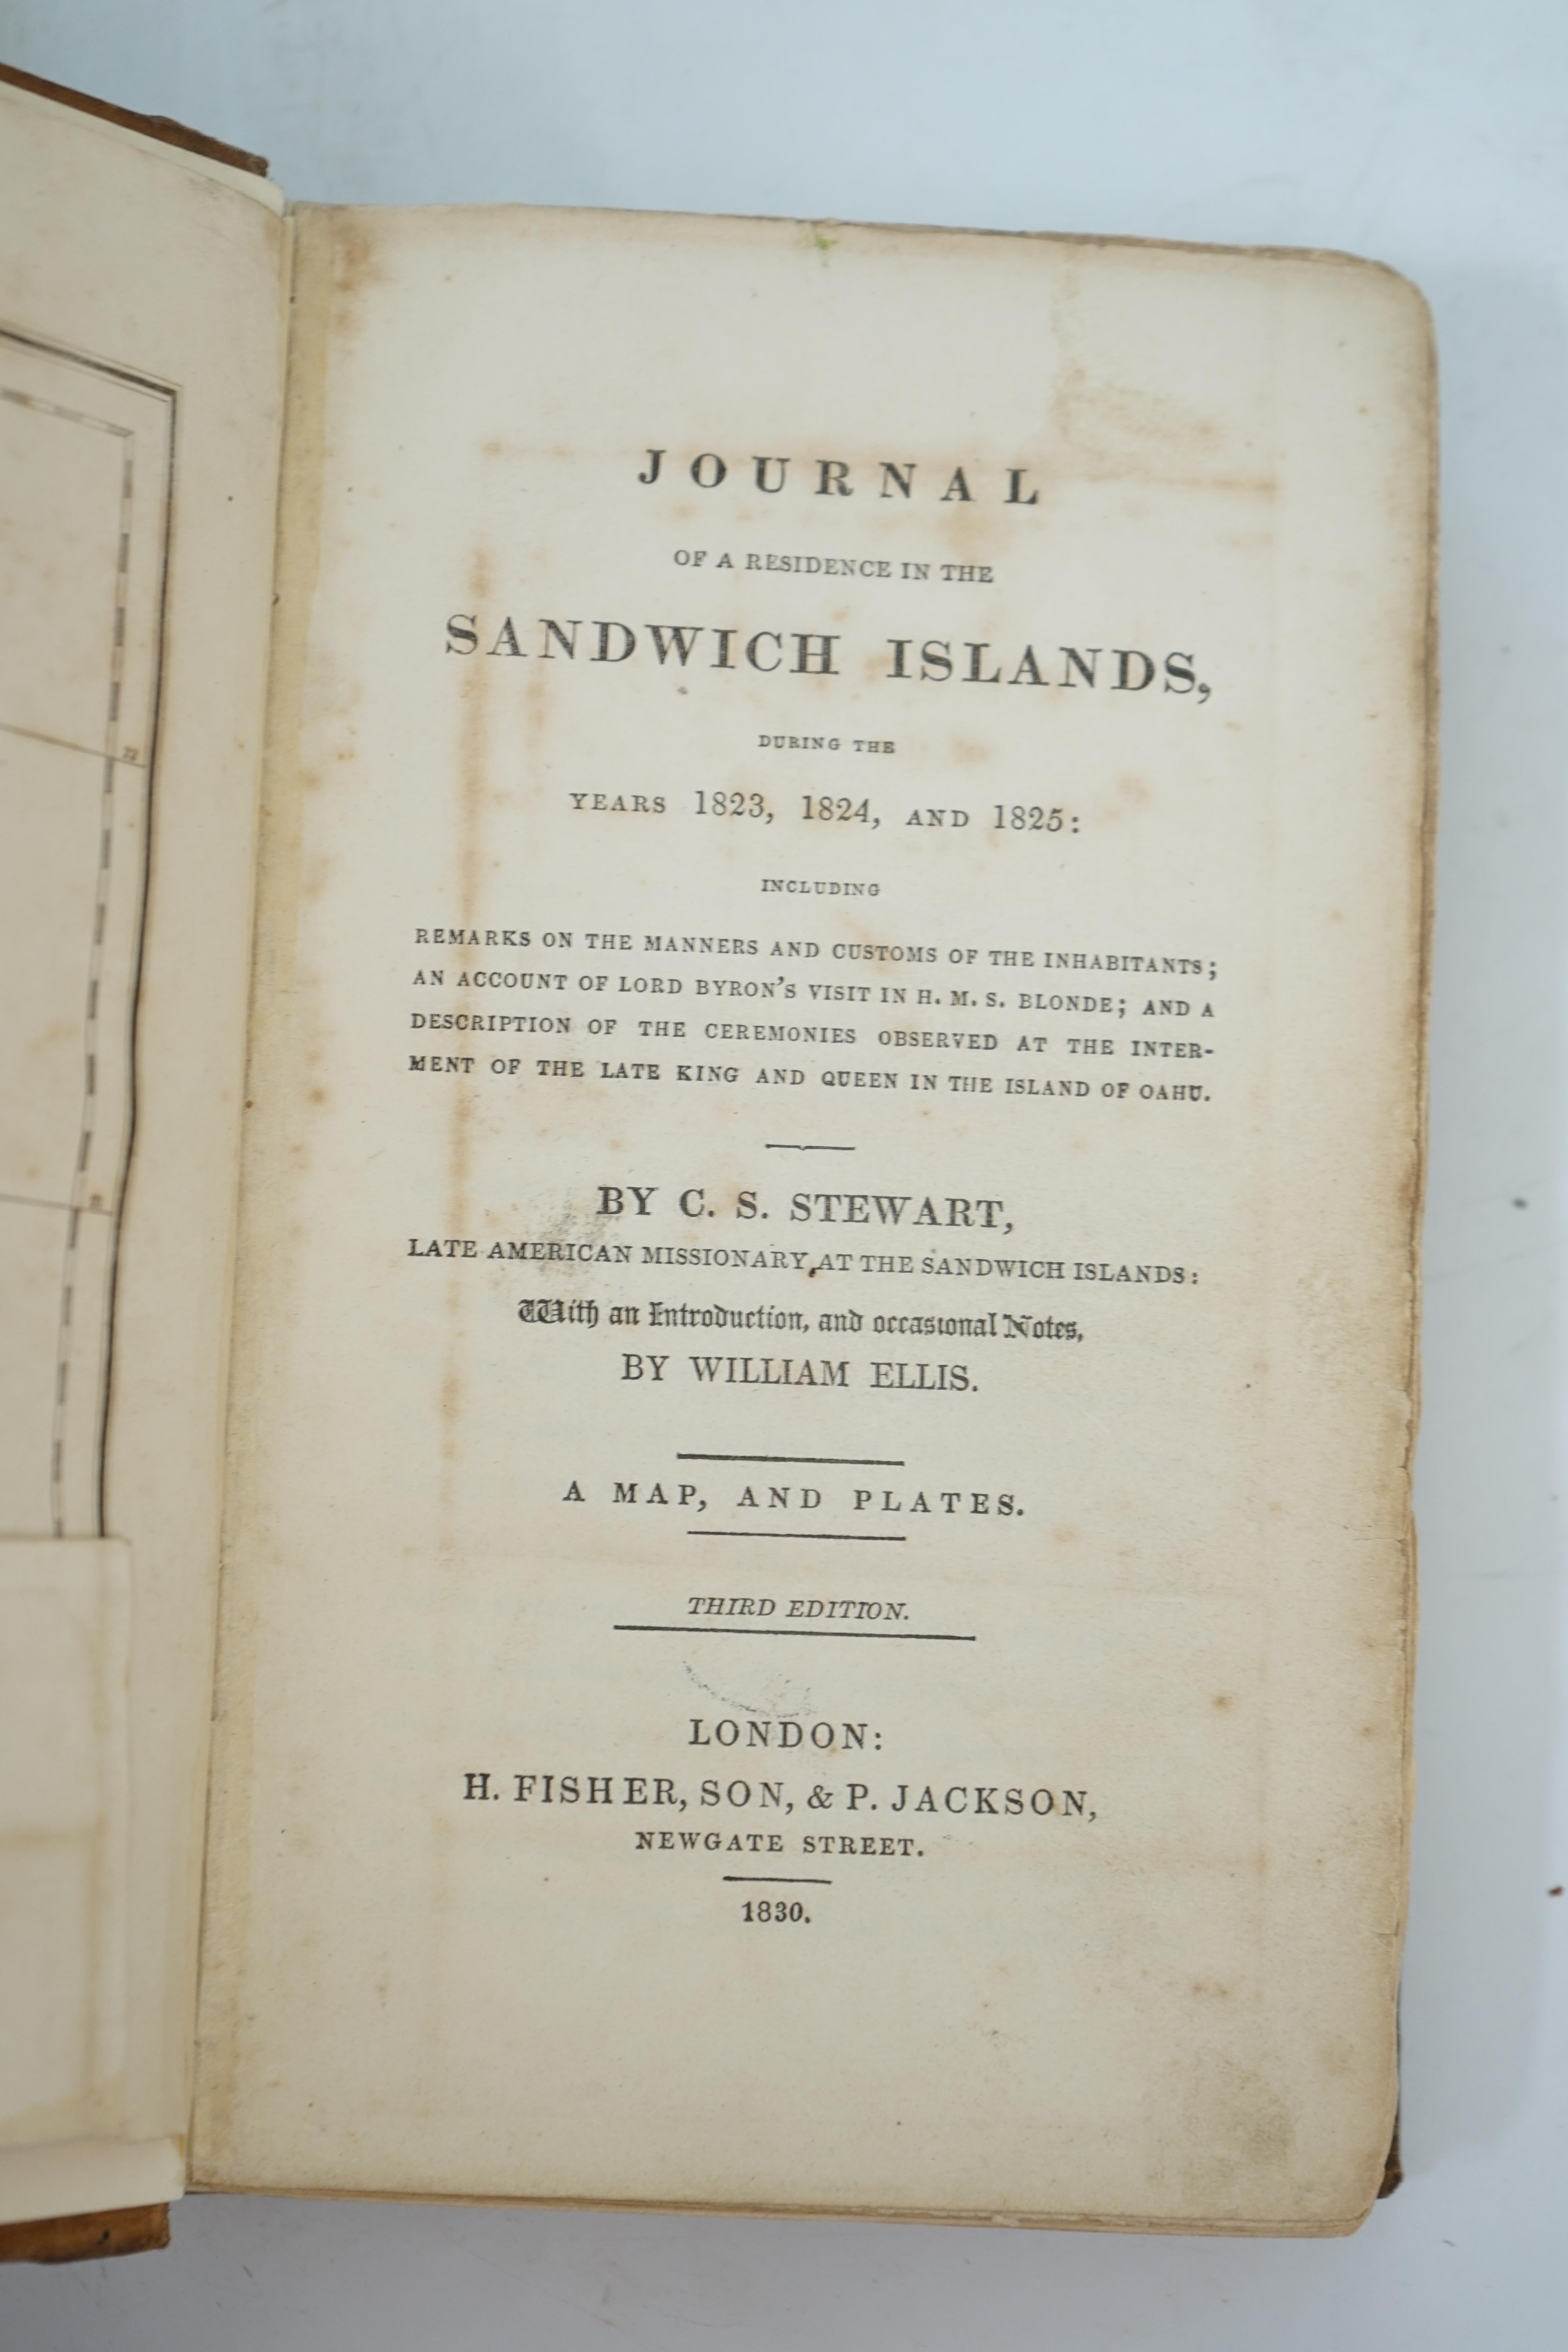 JOURNAL
OF A RESIDENCE IN THE
SANDWICH ISLANDS,
DURING THE
YEARS 1823, 1824, AND 1825:
INCLUDING
REMARKS ON THE MANNERS AND CUSTOMS OF THE INHABITANTS;
AN ACCOUNT OF LORD BYRON'S VISIT IN H. M. S. BLONDE; AND A
DESCRIPTION OF THE CEREMONIES OBSERVED AT THE INTER-
MENT OF THE LATE KING AND QUEEN IN THE ISLAND OF OAHU.
BY C. S. STEWART,
LATE AMERICAN MISSIONARY AT THE SANDWICH ISLANDS:
With an Introduction, and occasional Notes,
BY WILLIAM ELLIS.
A MAP, AND PLATES.
THIRD EDITION.
LONDON:
H. FISHER, SON, & P. JACKSON,
NEWGATE STREET.
1830.